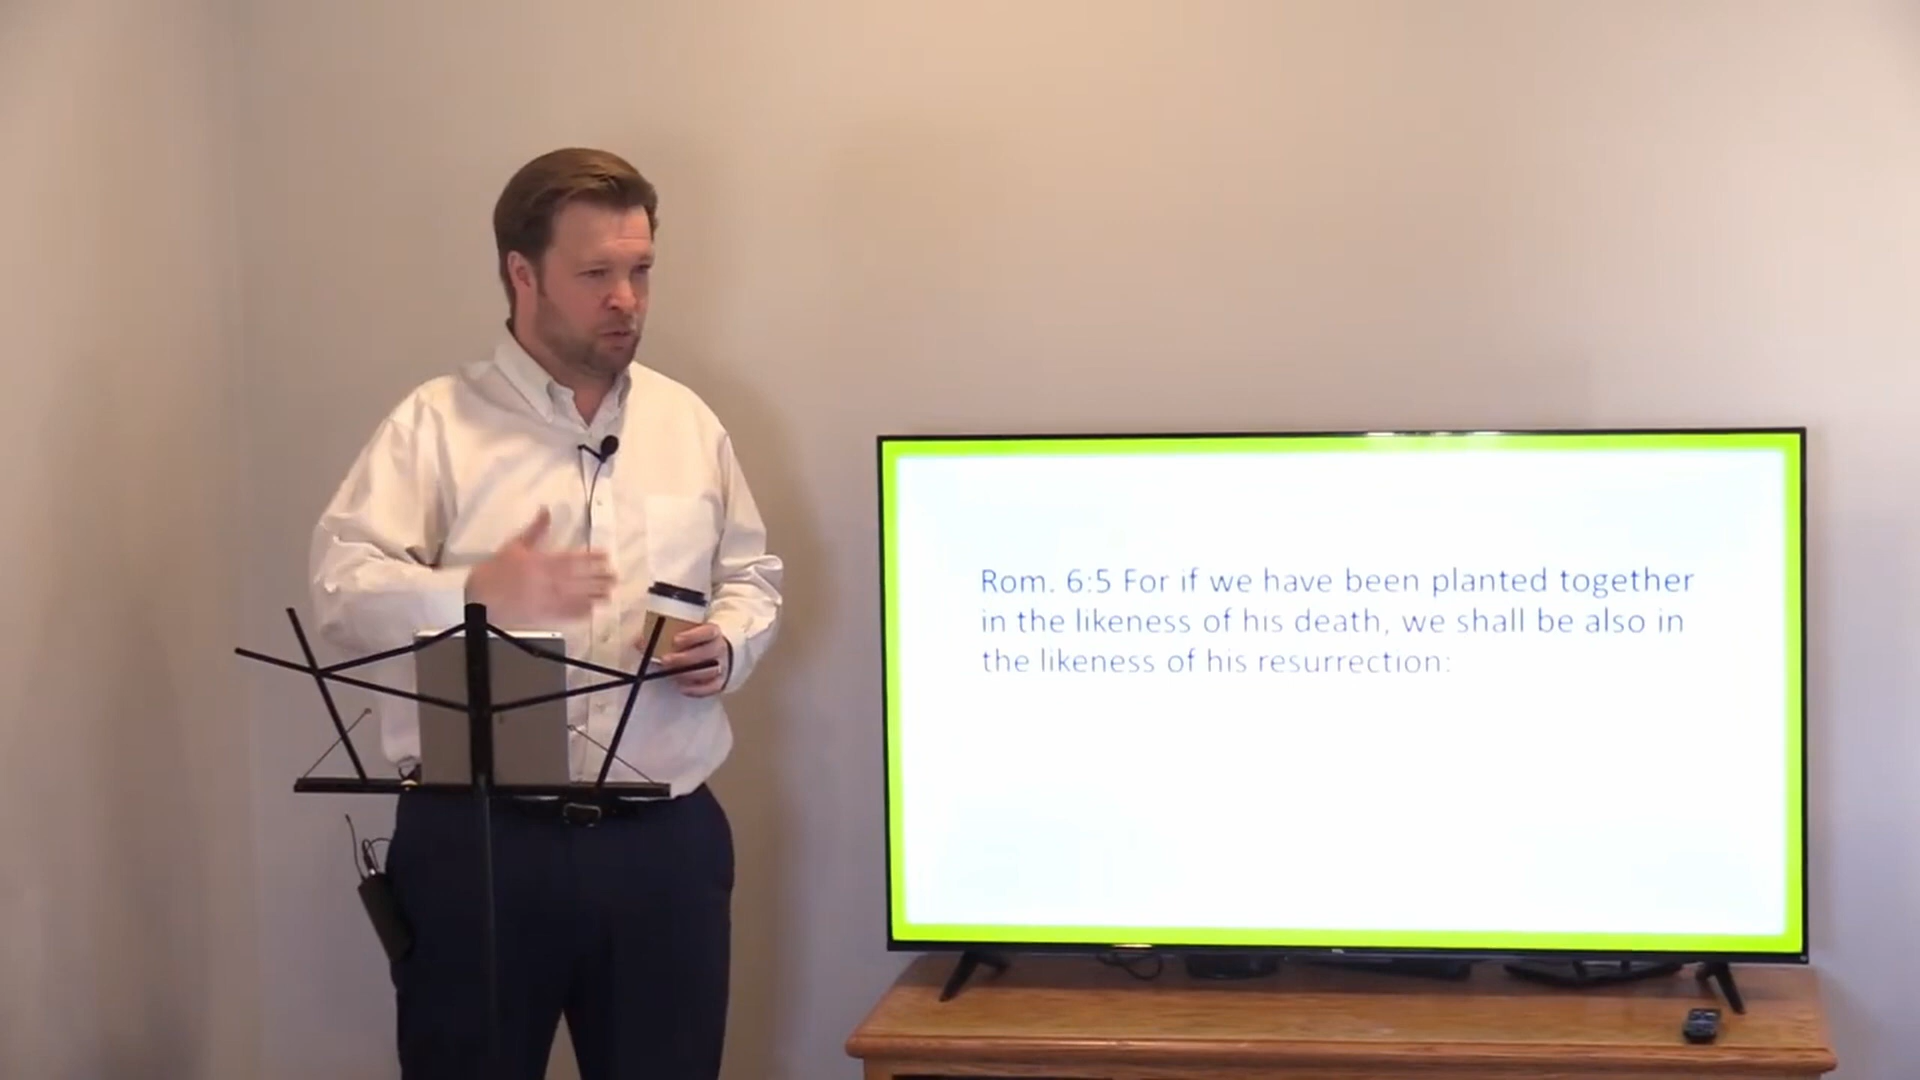 Rom. 6:5 For if we have been planted together
in the likeness of his death, we shall be also in
the likeness of his resurrection: